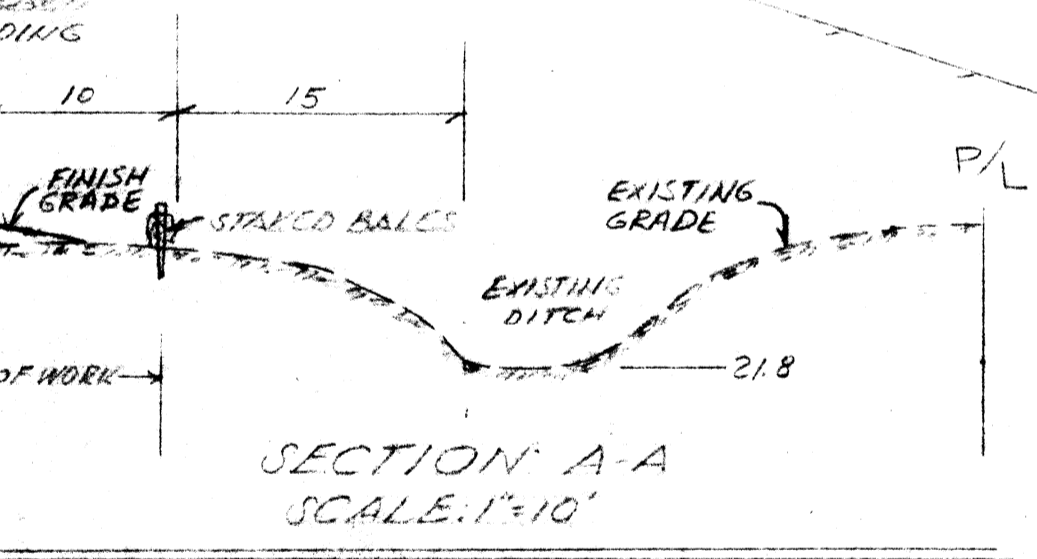 DING
10
15
P/L
FINISH
GRADE
STAKED BALES
EXISTING
GRADE
EXISTING
DITCH
OF WORK
21.8
SECTION A-A
SCALE: 1"=10'